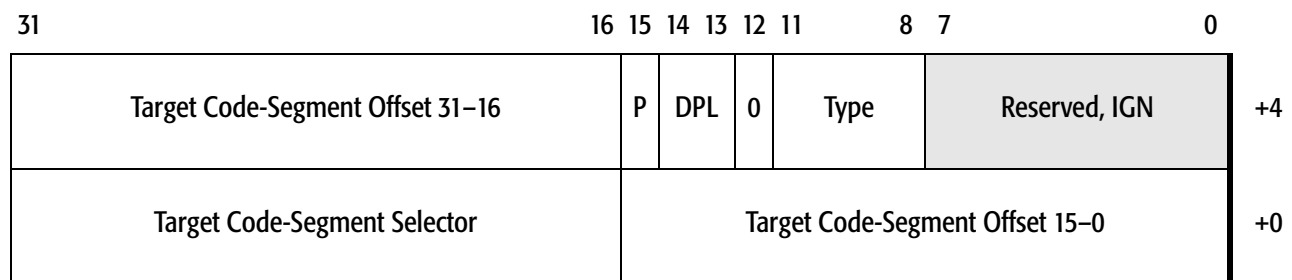 31 16 15 14 13 12 11 8 7 0
Target Code-Segment Offset 31–16 P DPL 0 Type Reserved, IGN +4
Target Code-Segment Selector Target Code-Segment Offset 15–0 +0